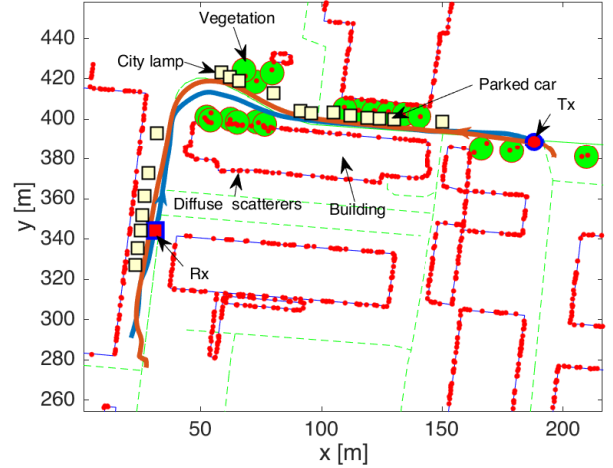 Vegetation
City lamp
Parked car
Tx
Diffuse scatterers
Building
Rx
y [m]
420
400
380
360
340
320
300
280
260
50
100
150
200
x [m]